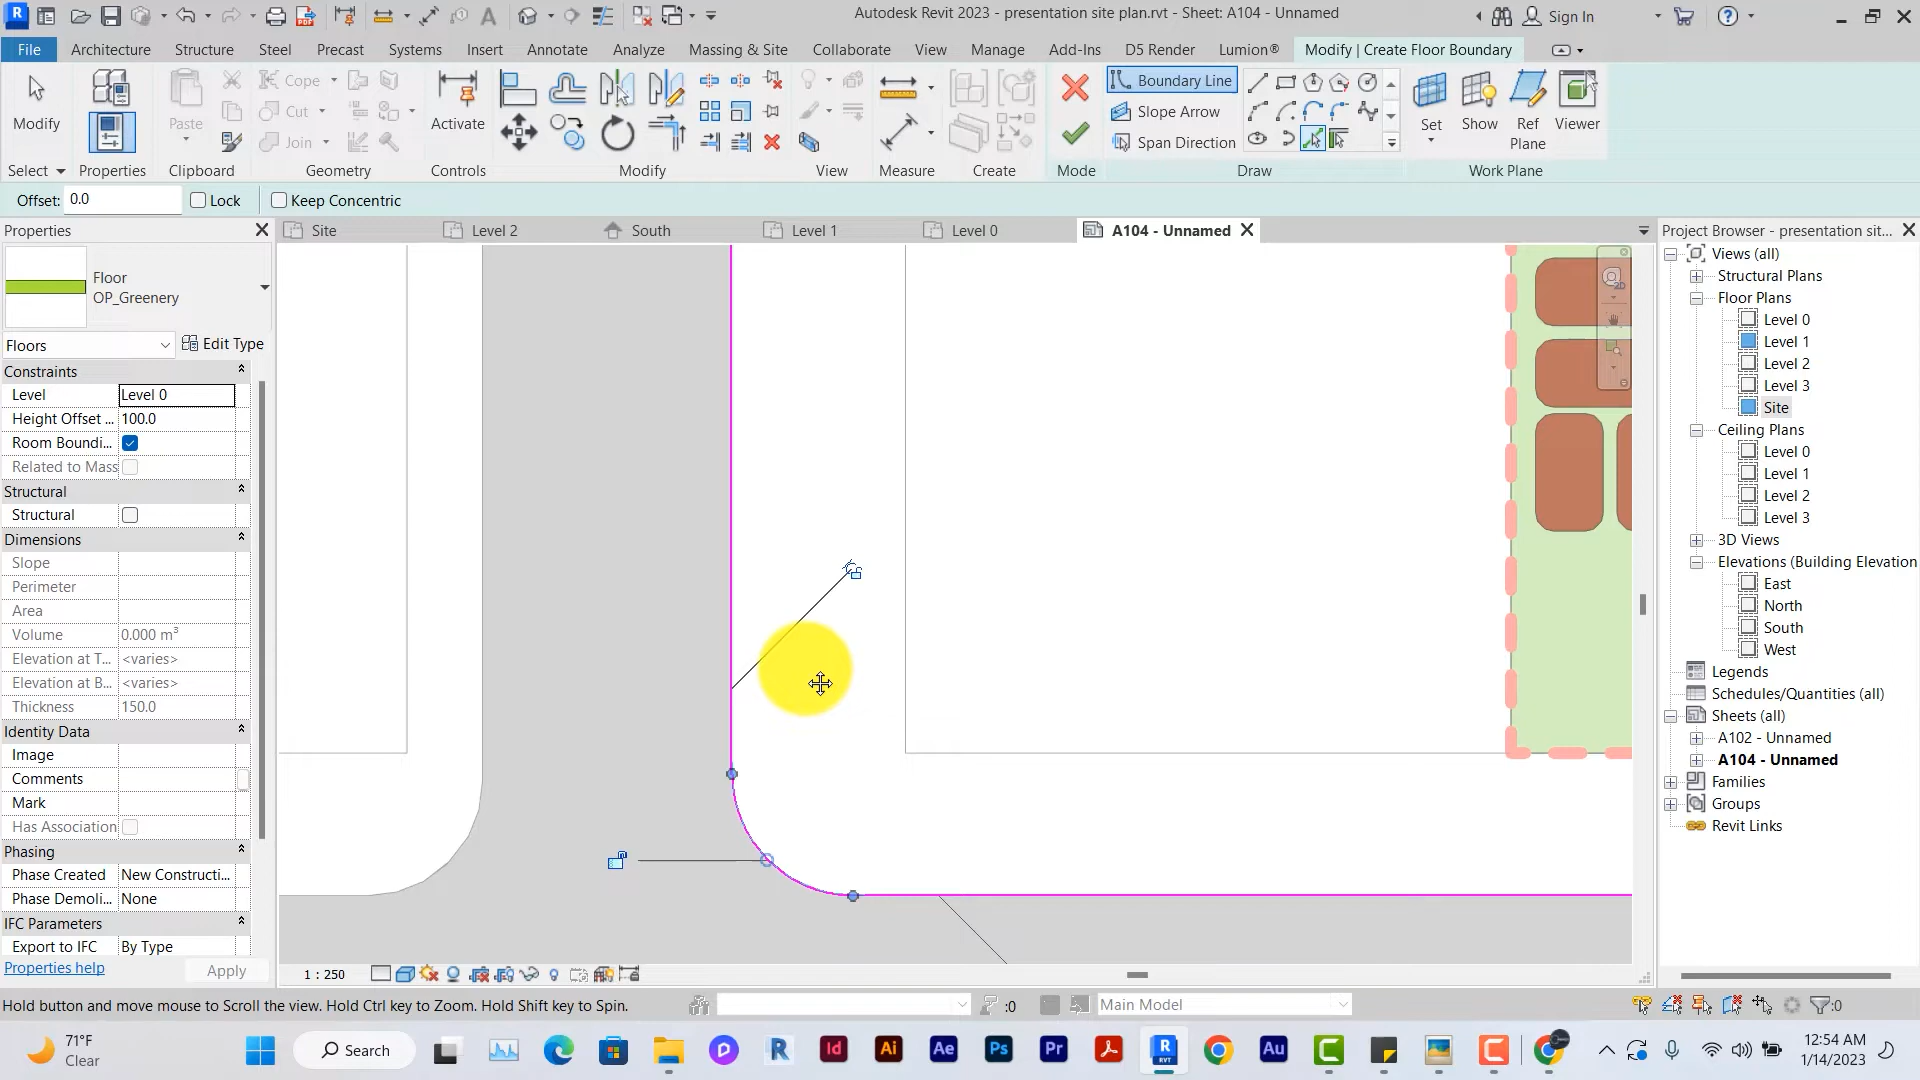 Autodesk Revit 2023 - presentation site plan.rvt - Sheet: A104 - Unnamed
Sign In
File Architecture Structure Steel Precast Systems Insert Annotate Analyze Massing & Site Collaborate View Manage Add-Ins D5 Render Lumion® Modify | Create Floor Boundary
Modify
Paste
Cope
Cut
Join
Activate
Boundary Line
Slope Arrow
Span Direction
Set
Show
Ref
Plane
Viewer
Select
Properties
Clipboard
Geometry
Controls
Modify
View
Measure
Create
Mode
Draw
Work Plane
Offset: 0.0
Lock
Keep Concentric
Properties
Site
Level 2
South
Level 1
Level 0
A104 - Unnamed
Project Browser - presentation sit...
Floor
OP_Greenery
Floors
Edit Type
Constraints
Level Level 0
Height Offset ... 100.0
Room Boundi...
Related to Mass
Structural
Structural
Dimensions
Slope
Perimeter
Area
Volume 0.000 m³
Elevation at T... <varies>
Elevation at B... <varies>
Thickness 150.0
Identity Data
Image
Comments
Mark
Has Association
Phasing
Phase Created New Constructi...
Phase Demoli... None
IFC Parameters
Export to IFC By Type
Properties help
Apply
2D
Views (all)
Structural Plans
Floor Plans
Level 0
Level 1
Level 2
Level 3
Site
Ceiling Plans
Level 0
Level 1
Level 2
Level 3
3D Views
Elevations (Building Elevation
East
North
South
West
Legends
Schedules/Quantities (all)
Sheets (all)
A102 - Unnamed
A104 - Unnamed
Families
Groups
Revit Links
1 : 250
Hold button and move mouse to Scroll the view. Hold Ctrl key to Zoom. Hold Shift key to Spin.
:0
Main Model
:0
71°F
Clear
Search
Id
Ai
Ae
Ps
Pr
R
RVT
Au
12:54 AM
1/14/2023